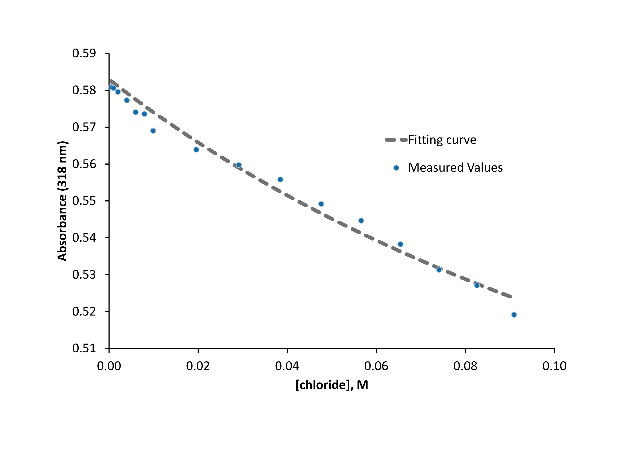 0.59
0.58
0.57
0.56
0.55
0.54
0.53
0.52
0.51
Absorbance (318 nm)
Fitting curve
Measured Values
0.00 0.02 0.04 0.06 0.08 0.10
[chloride], M